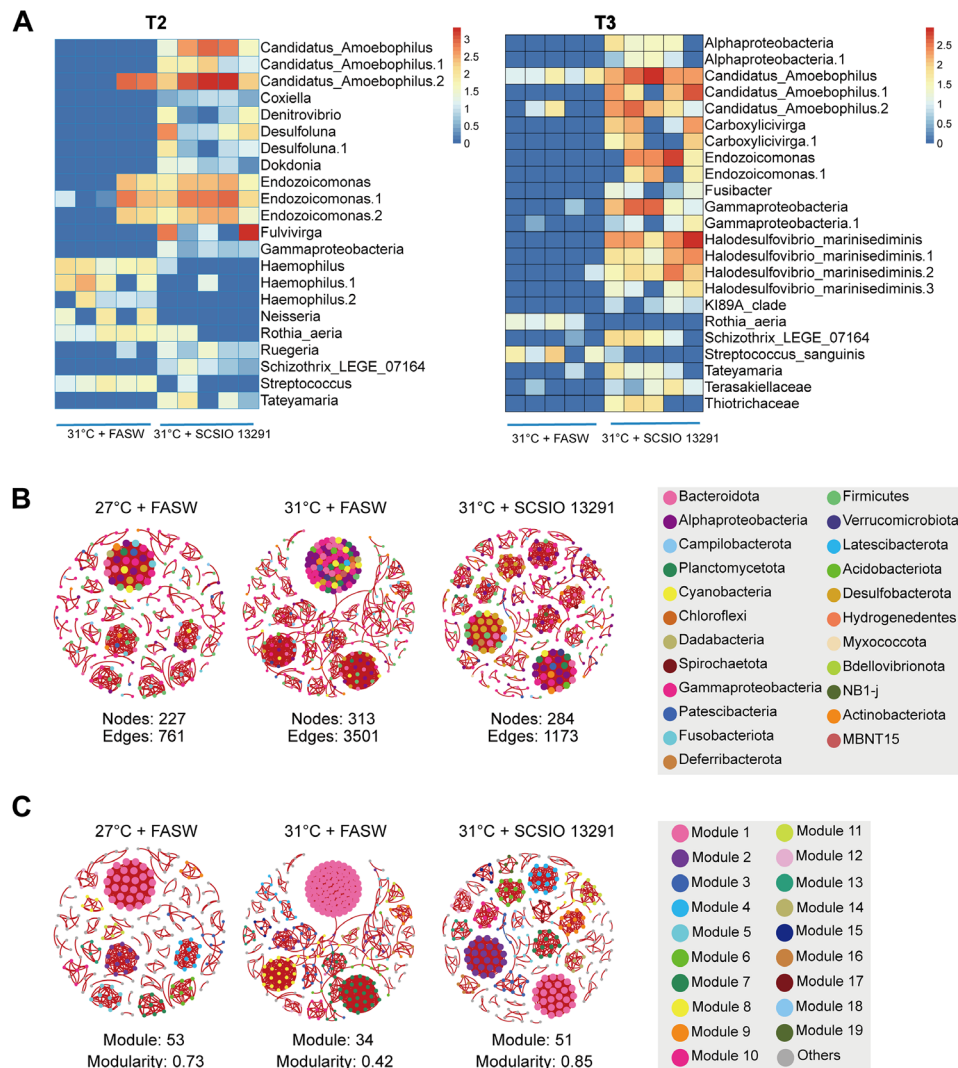 A
T2
Candidatus_Amoebophilus
Candidatus_Amoebophilus.1
Candidatus_Amoebophilus.2
Coxiella
Denitrovibrio
Desulfoluna
Desulfoluna.1
Dokdonia
Endozoicomonas
Endozoicomonas.1
Endozoicomonas.2
Fulvivirga
Gammaproteobacteria
Haemophilus
Haemophilus.1
Haemophilus.2
Neisseria
Rothia_aeria
Ruegeria
Schizothrix_LEGE_07164
Streptococcus
Tateyamaria
3
2.5
2
1.5
1
0.5
0
31°C + FASW
31°C + SCSIO 13291
T3
Alphaproteobacteria
Alphaproteobacteria.1
Candidatus_Amoebophilus
Candidatus_Amoebophilus.1
Candidatus_Amoebophilus.2
Carboxylicivirga
Carboxylicivirga.1
Endozoicomonas
Endozoicomonas.1
Fusibacter
Gammaproteobacteria
Gammaproteobacteria.1
Halodesulfovibrio_marinisediminis
Halodesulfovibrio_marinisediminis.1
Halodesulfovibrio_marinisediminis.2
Halodesulfovibrio_marinisediminis.3
KI89A_clade
Rothia_aeria
Schizothrix_LEGE_07164
Streptococcus_sanguinis
Tateyamaria
Terasakiellaceae
Thiotrichaceae
2.5
2
1.5
1
0.5
0
31°C + FASW
31°C + SCSIO 13291
B
27°C + FASW
31°C + FASW
31°C + SCSIO 13291
Nodes: 227
Edges: 761
Nodes: 313
Edges: 3501
Nodes: 284
Edges: 1173
Bacteroidota
Alphaproteobacteria
Campilobacterota
Planctomycetota
Cyanobacteria
Chloroflexi
Dadabacteria
Spirochaetota
Gammaproteobacteria
Patescibacteria
Fusobacteriota
Deferribacterota
Firmicutes
Verrucomicrobiota
Latescibacterota
Acidobacteriota
Desulfobacterota
Hydrogenedentes
Myxococcota
Bdellovibrionota
NB1-j
Actinobacteriota
MBNT15
C
27°C + FASW
31°C + FASW
31°C + SCSIO 13291
Module: 53
Modularity: 0.73
Module: 34
Modularity: 0.42
Module: 51
Modularity: 0.85
Module 1
Module 2
Module 3
Module 4
Module 5
Module 6
Module 7
Module 8
Module 9
Module 10
Module 11
Module 12
Module 13
Module 14
Module 15
Module 16
Module 17
Module 18
Module 19
Others